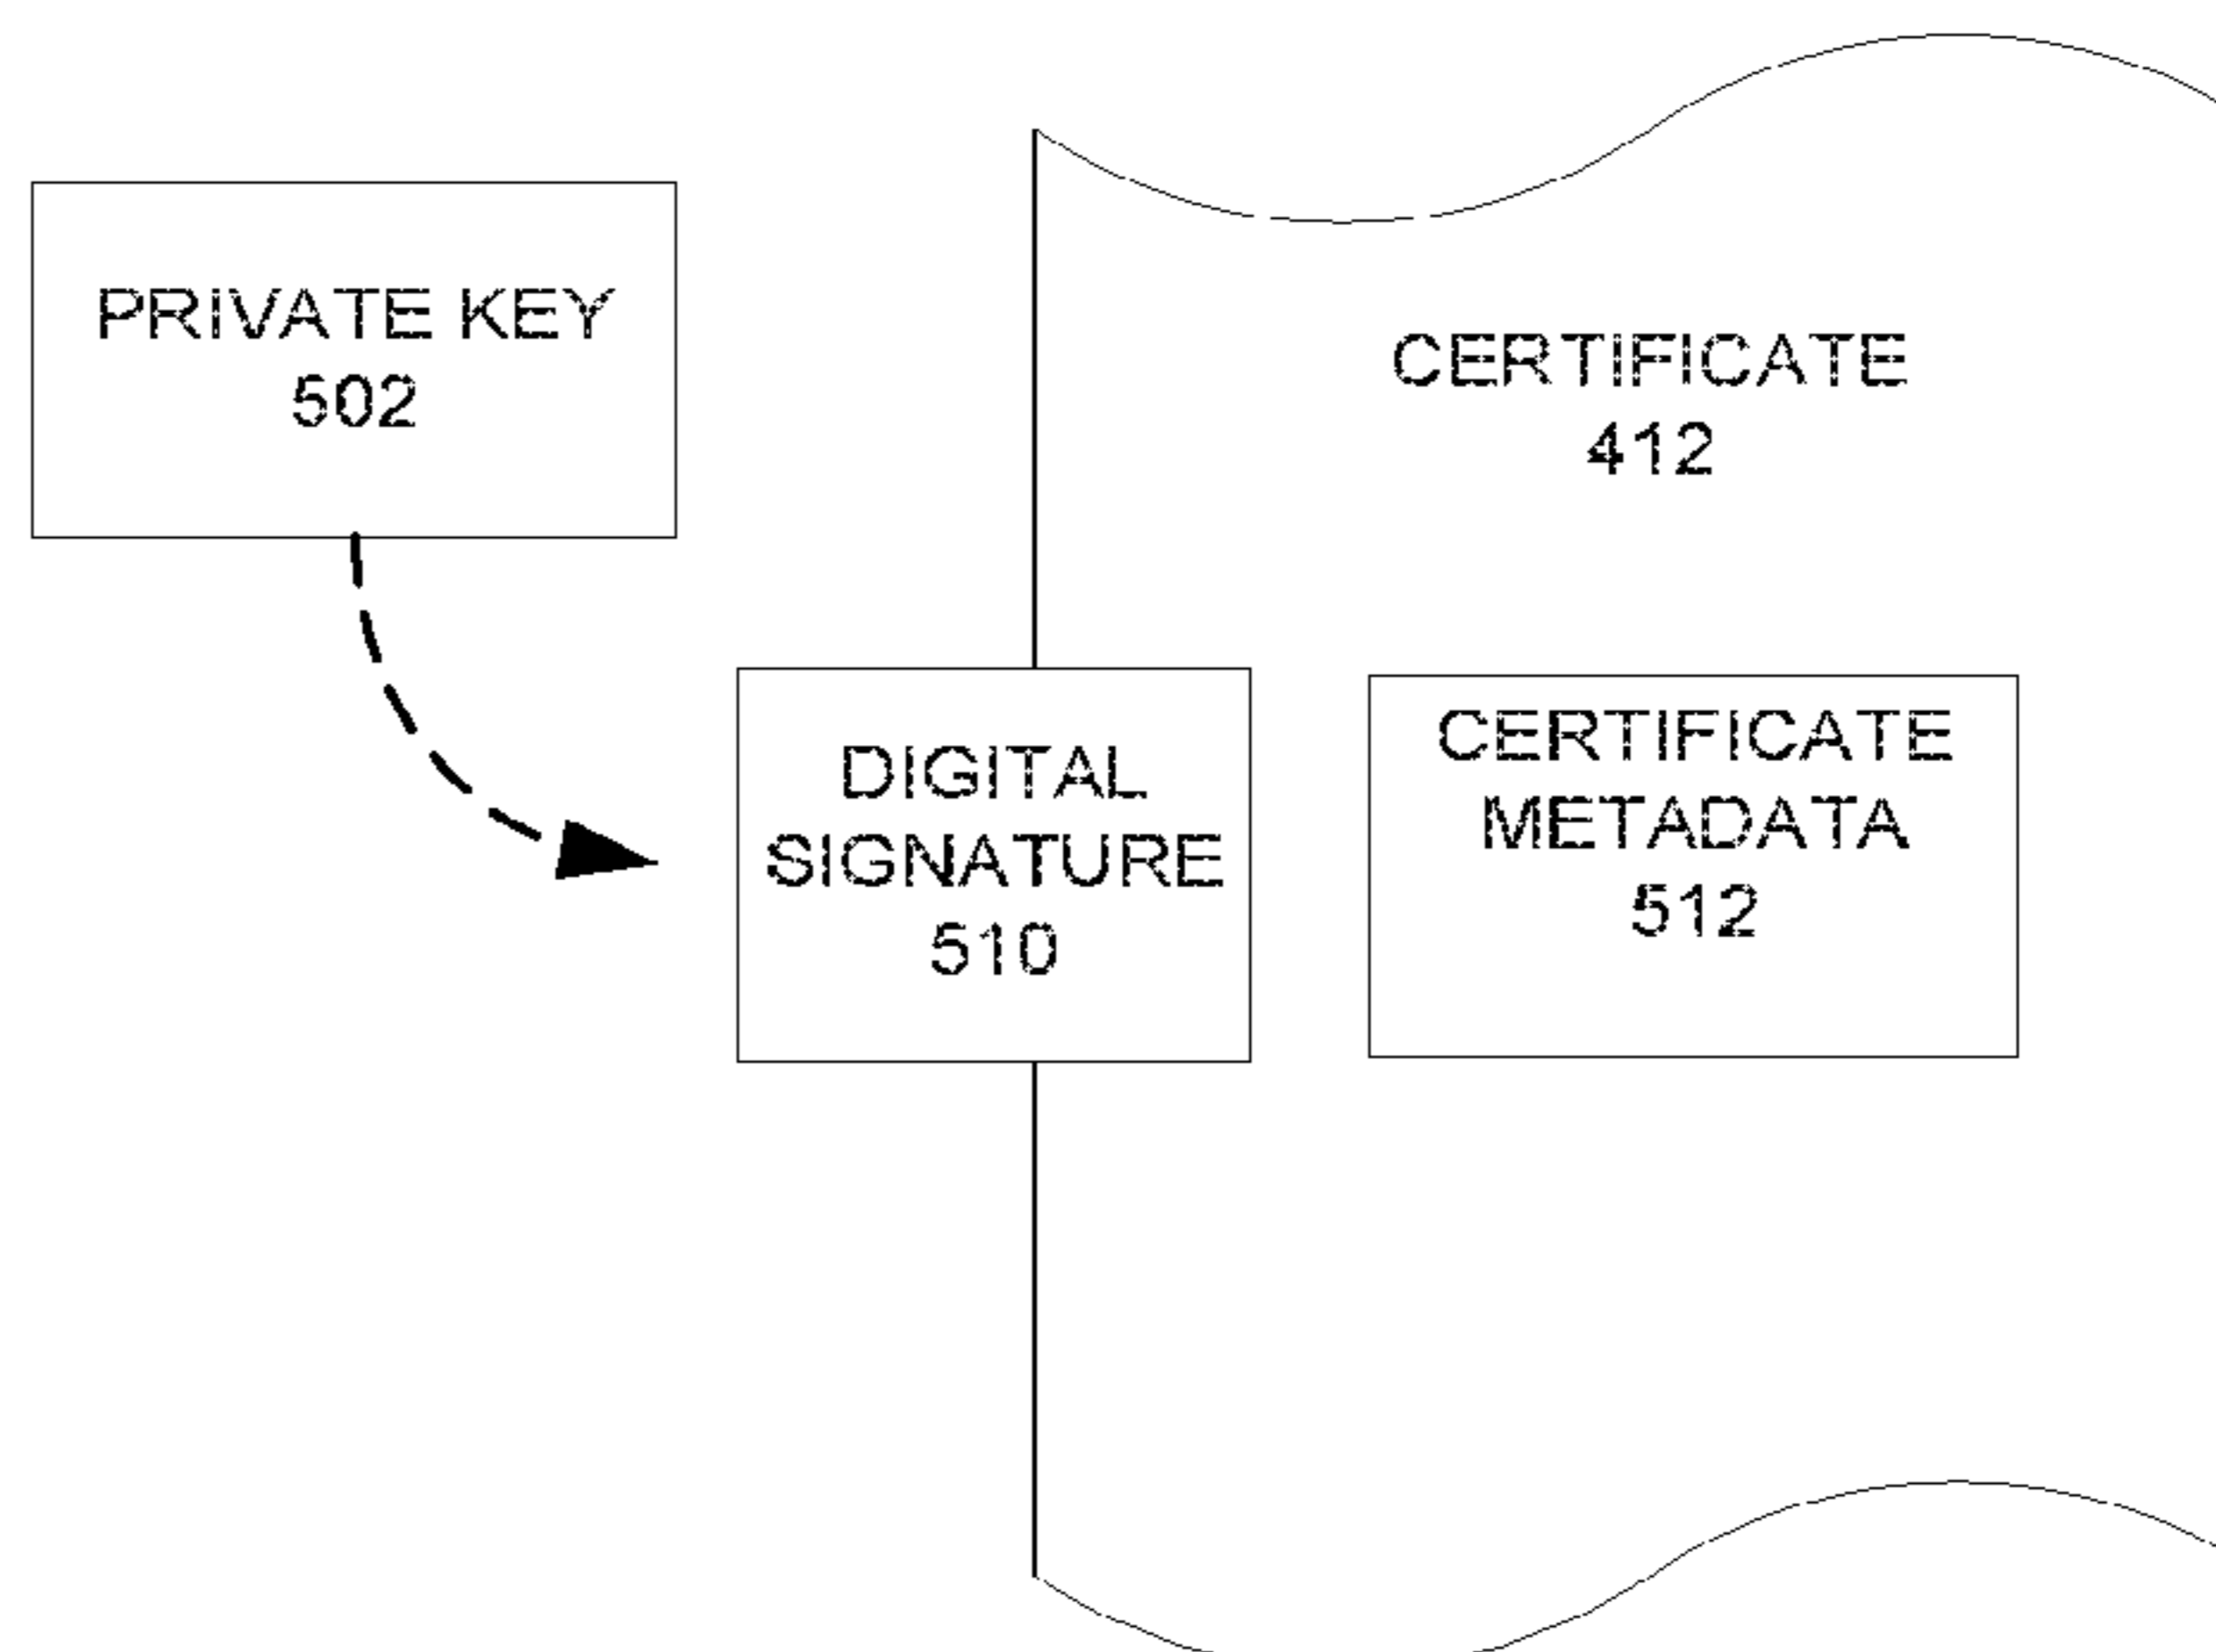 PRIVATE KEY
502
CERTIFICATE
412
DIGITAL
SIGNATURE
510
CERTIFICATE
METADATA
512